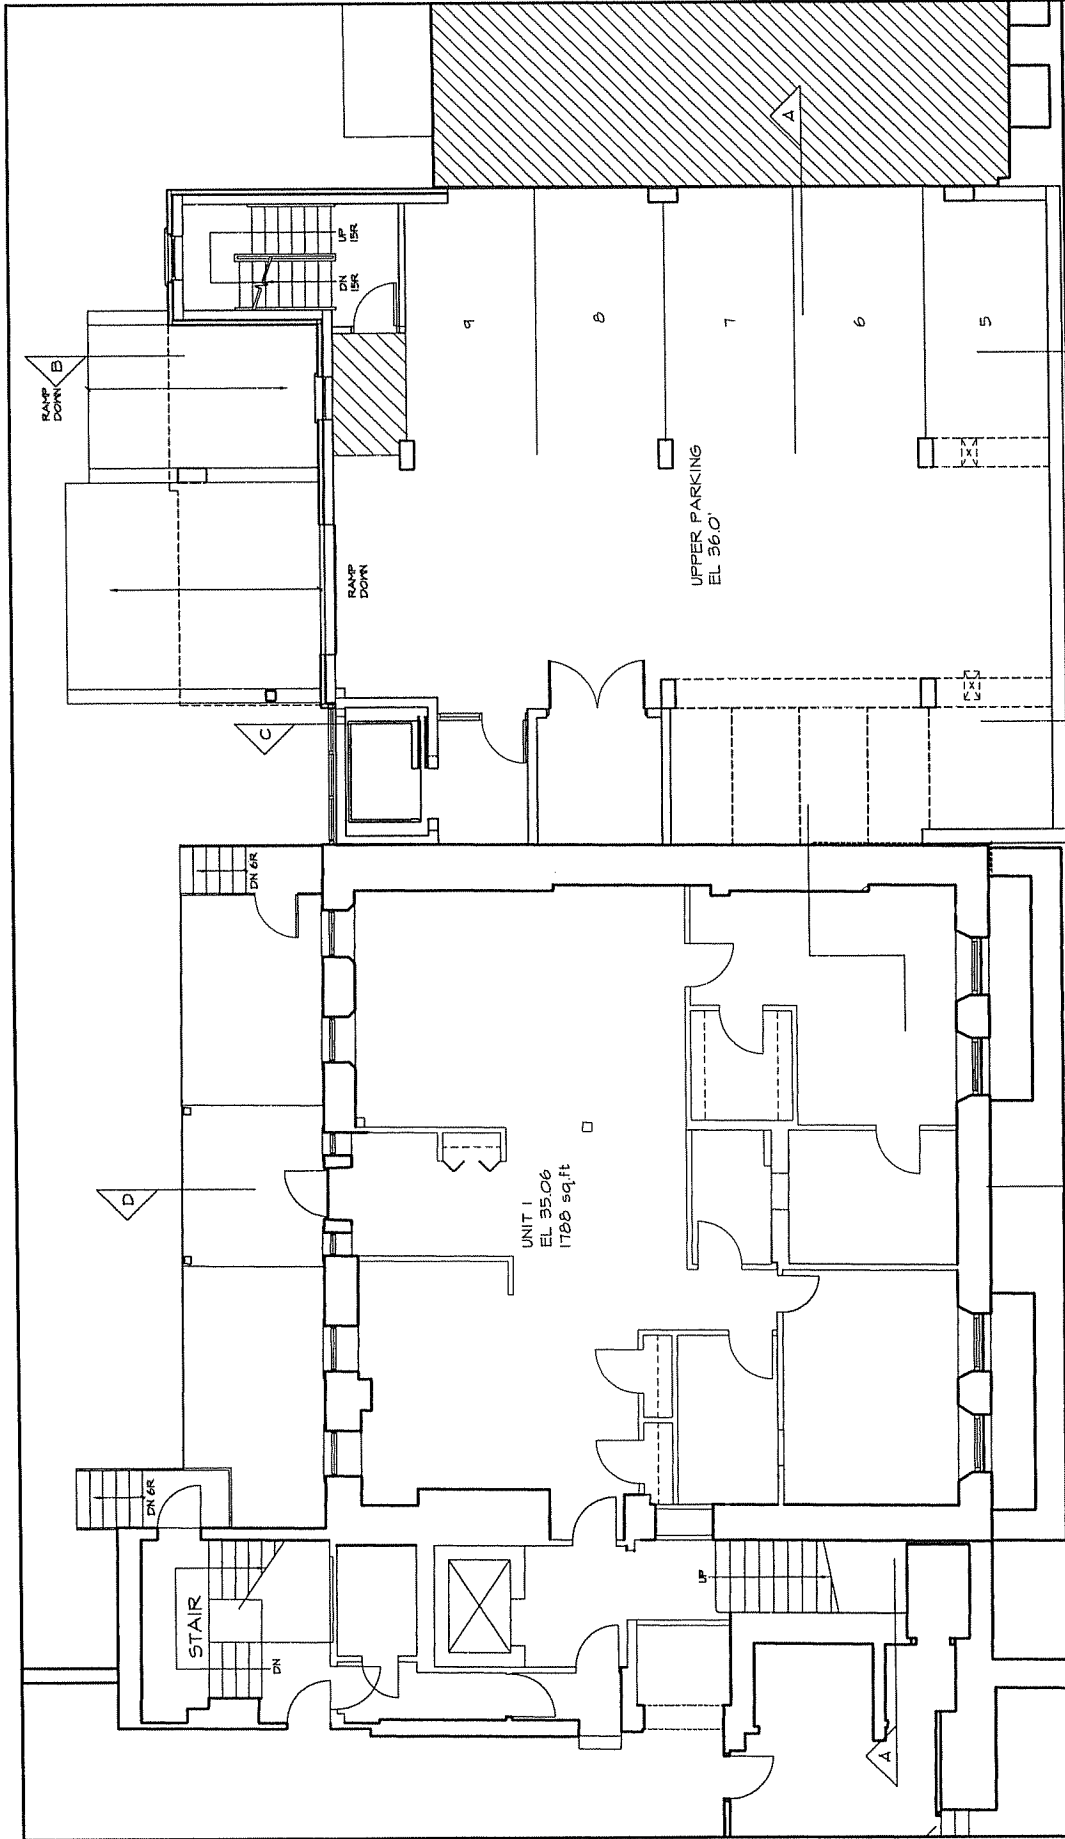 A
UP
15R
DN
15R
9
8
7
6
5
B
RAMP
DOWN
RAMP
DOWN
UPPER PARKING
EL 36.0'
C
DN 6R
D
UNIT 1
EL 35.06
1788 sq.ft
DN 6R
STAIR
DN
UP
A